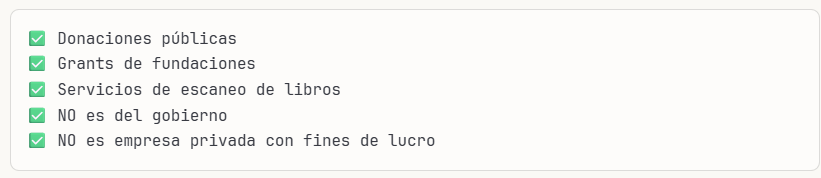 ✅ Donaciones públicas
✅ Grants de fundaciones
✅ Servicios de escaneo de libros
✅ NO es del gobierno
✅ NO es empresa privada con fines de lucro